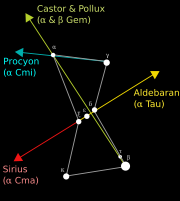 Castor & Pollux
(α & β Gem)
α
γ
Procyon
(α Cmi)
Aldebaran
(α Tau)
δ
ε
ζ
Sirius
(α Cma)
τ
β
κ